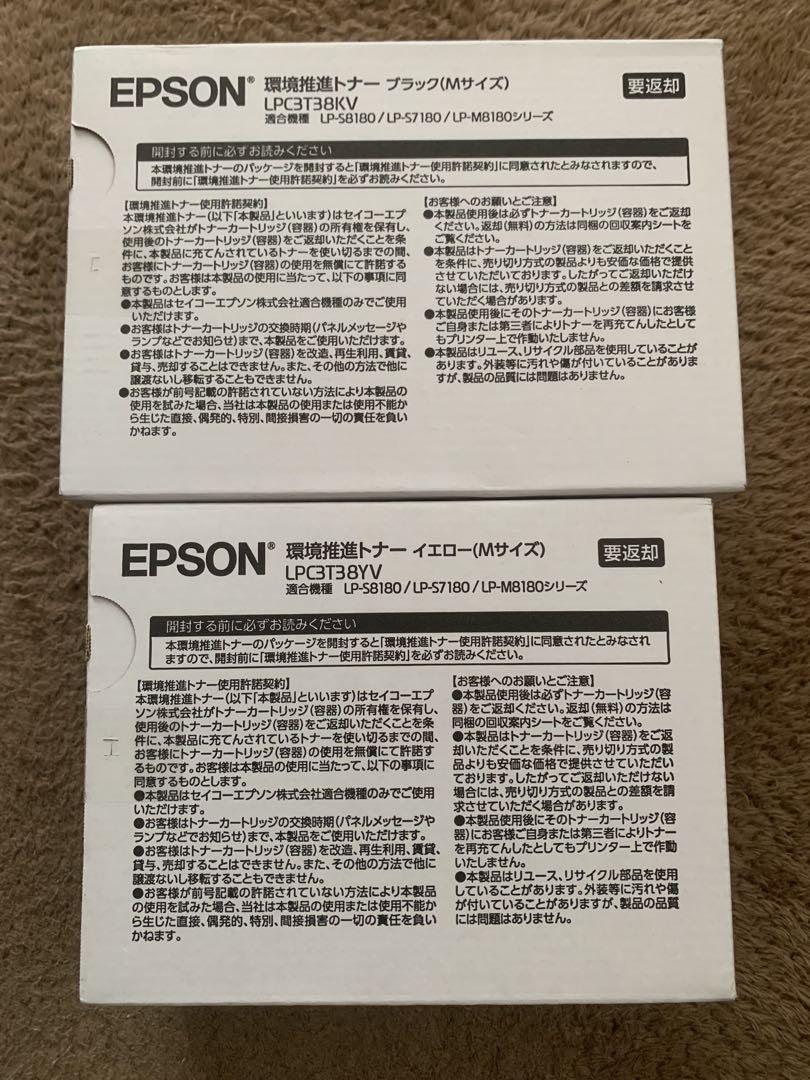 EPSON® 環境推進トナー ブラック(Mサイズ) 要返却
LPC3T38KV
適合機種 LP-S8180/LP-S7180/LP-M8180シリーズ
開封する前に必ずお読みください
本環境推進トナーのパッケージを開封すると「環境推進トナー使用許諾契約」に同意されたとみなされますので、
開封前に「環境推進トナー使用許諾契約」を必ずお読みください。
【環境推進トナー使用許諾契約】
本環境推進トナー(以下「本製品」といいます)はセイコーエプ
ソン株式会社がトナーカートリッジ(容器)の所有権を保有し、
使用後のトナーカートリッジ(容器)をご返却いただくことを条
件に、本製品に充てんされているトナーを使い切るまでの間、
お客様にトナーカートリッジ(容器)の使用を無償にて許諾する
ものです。お客様は本製品の使用に当たって、以下の事項に同
意するものとします。
●本製品はセイコーエプソン株式会社適合機種のみでご使用
いただけます。
●お客様はトナーカートリッジの交換時期(パネルメッセージや
ランプなどでお知らせ)まで、本製品をご使用いただけます。
●お客様はトナーカートリッジ(容器)を改造、再生利用、賃貸、
貸与、売却することはできません。また、その他の方法で他に
譲渡ないし移転することもできません。
●お客様が前号記載の許諾されていない方法により本製品の
使用を試みた場合、当社は本製品の使用または使用不能か
ら生じた直接、偶発的、特別、間接損害の一切の責任を負い
かねます。
【お客様へのお願いとご注意】
●本製品使用後は必ずトナーカートリッジ(容器)をご返却
ください。返却(無料)の方法は同梱の回収案内シートを
ご覧ください。
●本製品はトナーカートリッジ(容器)をご返却いただくこと
を条件に、売り切り方式の製品よりも安価な価格で提供
させていただいております。したがってご返却いただけ
ない場合には、売り切り方式の製品との差額を請求させ
ていただく場合があります。
●本製品使用後にそのトナーカートリッジ(容器)にお客様
ご自身または第三者によりトナーを再充てんしたとして
もプリンター上で作動いたしません。
●本製品はリユース、リサイクル部品を使用していることが
あります。外装等に汚れや傷が付いていることがありま
すが、製品の品質には問題はありません。
EPSON® 環境推進トナー イエロー(Mサイズ) 要返却
LPC3T38YV
適合機種 LP-S8180/LP-S7180/LP-M8180シリーズ
開封する前に必ずお読みください
本環境推進トナーのパッケージを開封すると「環境推進トナー使用許諾契約」に同意されたとみなされ
ますので、開封前に「環境推進トナー使用許諾契約」を必ずお読みください。
【環境推進トナー使用許諾契約】
本環境推進トナー(以下「本製品」といいます)はセイコーエプ
ソン株式会社がトナーカートリッジ(容器)の所有権を保有し、
使用後のトナーカートリッジ(容器)をご返却いただくことを条
件に、本製品に充てんされているトナーを使い切るまでの間、
お客様にトナーカートリッジ(容器)の使用を無償にて許諾す
るものです。お客様は本製品の使用に当たって、以下の事項に
同意するものとします。
●本製品はセイコーエプソン株式会社適合機種のみでご使用
いただけます。
●お客様はトナーカートリッジの交換時期(パネルメッセージや
ランプなどでお知らせ)まで、本製品をご使用いただけます。
●お客様はトナーカートリッジ(容器)を改造、再生利用、賃貸、
貸与、売却することはできません。また、その他の方法で他に
譲渡ないし移転することもできません。
●お客様が前号記載の許諾されていない方法により本製品
の使用を試みた場合、当社は本製品の使用または使用不能か
ら生じた直接、偶発的、特別、間接損害の一切の責任を負い
かねます。
【お客様へのお願いとご注意】
●本製品使用後は必ずトナーカートリッジ(容
器)をご返却ください。返却(無料)の方法は
同梱の回収案内シートをご覧ください。
●本製品はトナーカートリッジ(容器)をご返
却いただくことを条件に、売り切り方式の製
品よりも安価な価格で提供させていただい
ております。したがってご返却いただけない
場合には、売り切り方式の製品との差額を請
求させていただく場合があります。
●本製品使用後にそのトナーカートリッジ(容
器)にお客様ご自身または第三者によりトナー
を再充てんしたとしてもプリンター上で作動
いたしません。
●本製品はリユース、リサイクル部品を使用
していることがあります。外装等に汚れや傷
が付いていることがありますが、製品の品質
には問題はありません。